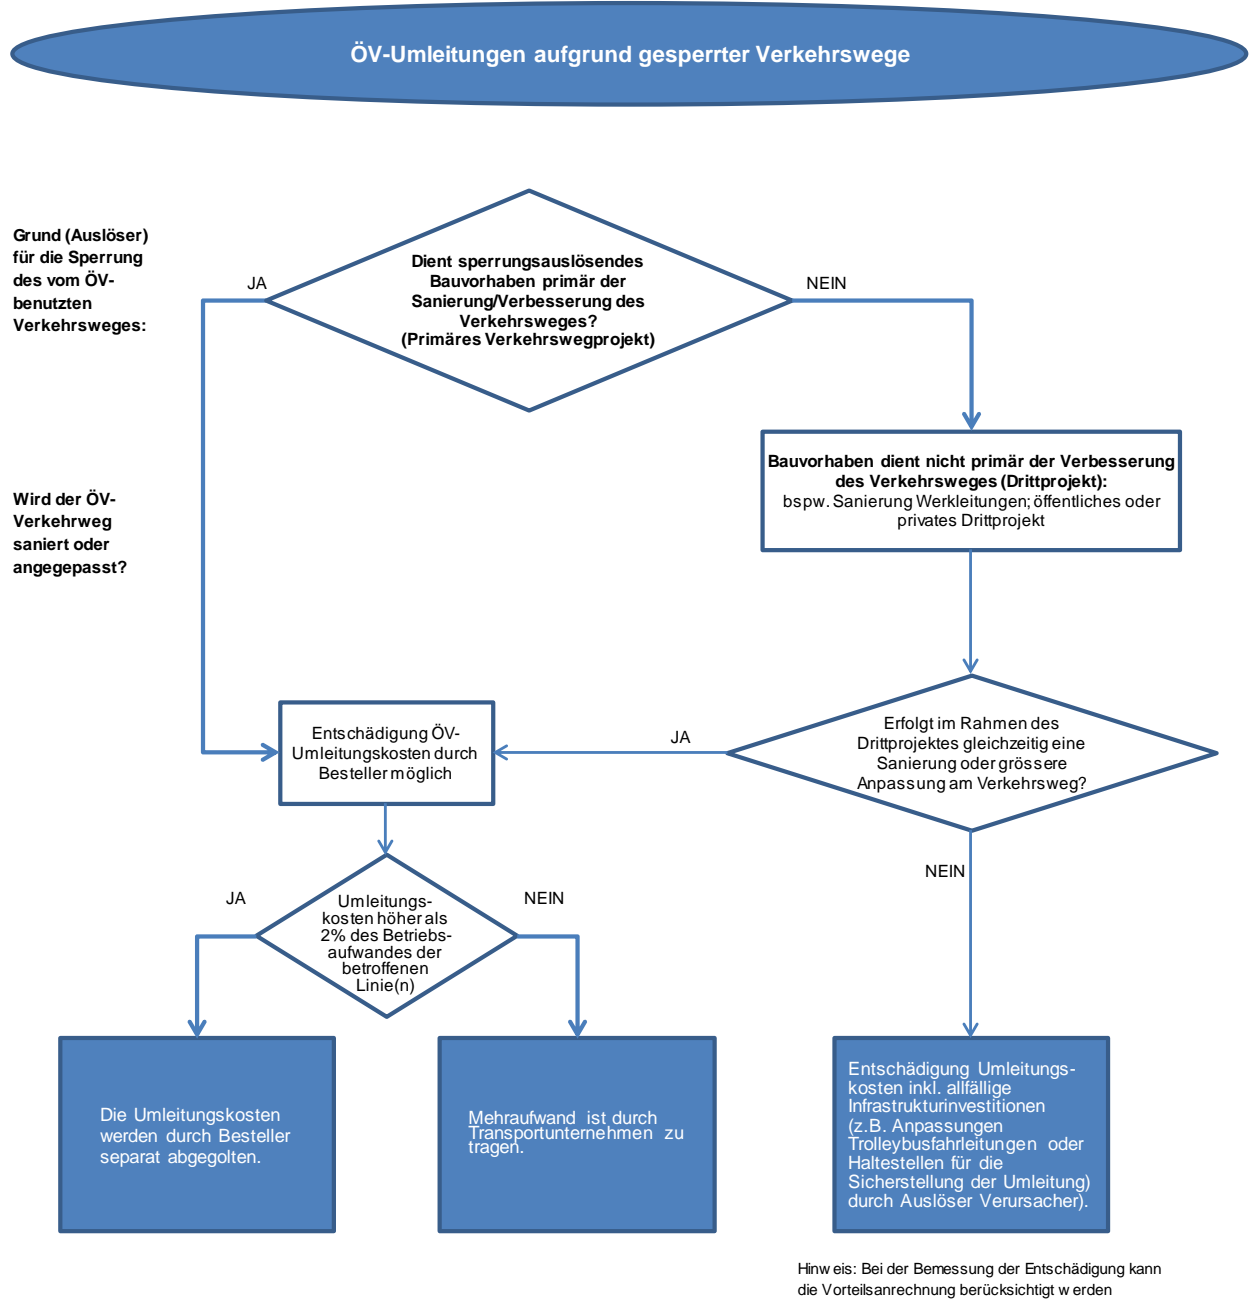 ÖV-Umleitungen aufgrund gesperrter Verkehrswege
Grund (Auslöser)
für die Sperrung
des vom ÖV-
benutzten
Verkehrsweges:
JA
Dient sperrungsauslösendes
Bauvorhaben primär der
Sanierung/Verbesserung des
Verkehrsweges?
(Primäres Verkehrswegprojekt)
NEIN
Bauvorhaben dient nicht primär der Verbesserung
des Verkehrsweges (Drittprojekt):
bspw. Sanierung Werkleitungen; öffentliches oder
privates Drittprojekt
Wird der ÖV-
Verkehrweg
saniert oder
angegepasst?
Entschädigung ÖV-
Umleitungskosten durch
Besteller möglich
JA
Erfolgt im Rahmen des
Drittprojektes gleichzeitig eine
Sanierung oder grössere
Anpassung am Verkehrsweg?
NEIN
JA
Umleitungs-
kosten höher als
2% des Betriebs-
aufwandes der
betroffenen
Linie(n)
NEIN
Die Umleitungskosten
werden durch Besteller
separat abgegolten.
Mehraufwand ist durch
Transportunternehmen zu
tragen.
Entschädigung Umleitungs-
kosten inkl. allfällige
Infrastrukturinvestitionen
(z.B. Anpassungen
Trolleybusfahrleitungen oder
Haltestellen für die
Sicherstellung der Umleitung)
durch Auslöser Verursacher).
Hinweis: Bei der Bemessung der Entschädigung kann
die Vorteilsanrechnung berücksichtigt werden